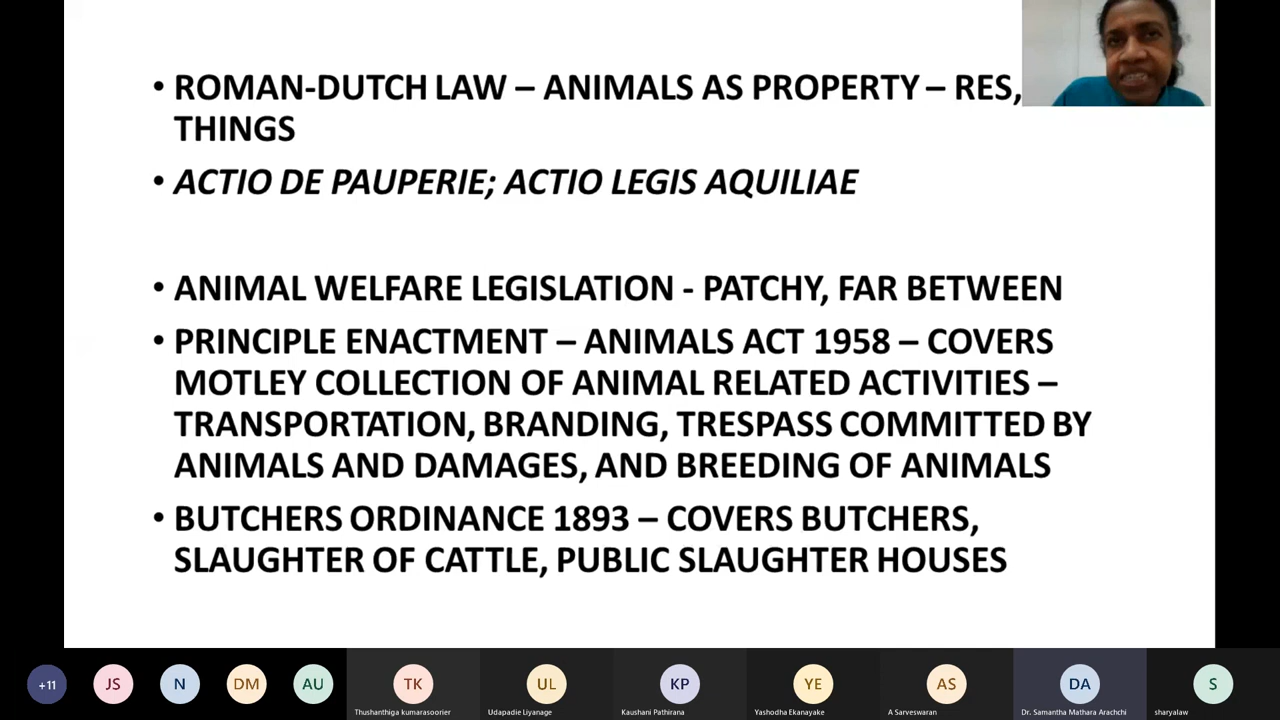 • ROMAN-DUTCH LAW – ANIMALS AS PROPERTY – RES,
THINGS
• ACTIO DE PAUPERIE; ACTIO LEGIS AQUILIAE
• ANIMAL WELFARE LEGISLATION - PATCHY, FAR BETWEEN
• PRINCIPLE ENACTMENT – ANIMALS ACT 1958 – COVERS
MOTLEY COLLECTION OF ANIMAL RELATED ACTIVITIES –
TRANSPORTATION, BRANDING, TRESPASS COMMITTED BY
ANIMALS AND DAMAGES, AND BREEDING OF ANIMALS
• BUTCHERS ORDINANCE 1893 – COVERS BUTCHERS,
SLAUGHTER OF CATTLE, PUBLIC SLAUGHTER HOUSES
+11 JS N DM AU TK UL KP YE AS DA S
Thushanthiga kumarasoorier Udapadie Liyanage Kaushani Pathirana Yashodha Ekanayake A Sarveswaran Dr. Samantha Mathara Arachchi sharyalaw